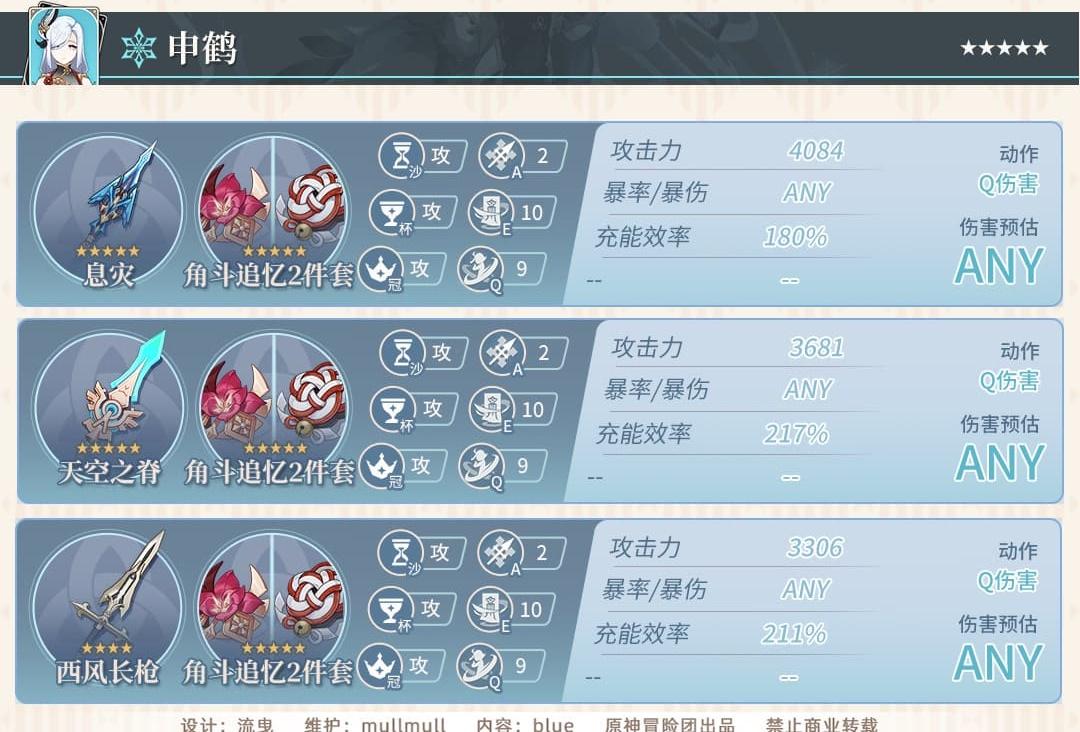 申鹤
★★★★★
沙 攻 A 2
杯 攻 E 10
冠 攻 Q 9
息灾
角斗追忆2件套
攻击力 4084
暴率/暴伤 ANY
充能效率 180%
-- --
动作
Q伤害
伤害预估
ANY
沙 攻 A 2
杯 攻 E 10
冠 攻 Q 9
天空之脊
角斗追忆2件套
攻击力 3681
暴率/暴伤 ANY
充能效率 217%
-- --
动作
Q伤害
伤害预估
ANY
沙 攻 A 2
杯 攻 E 10
冠 攻 Q 9
西风长枪
角斗追忆2件套
攻击力 3306
暴率/暴伤 ANY
充能效率 211%
-- --
动作
Q伤害
伤害预估
ANY
设计：流曳 维护：mullmull 内容：blue 原神冒险团出品 禁止商业转载